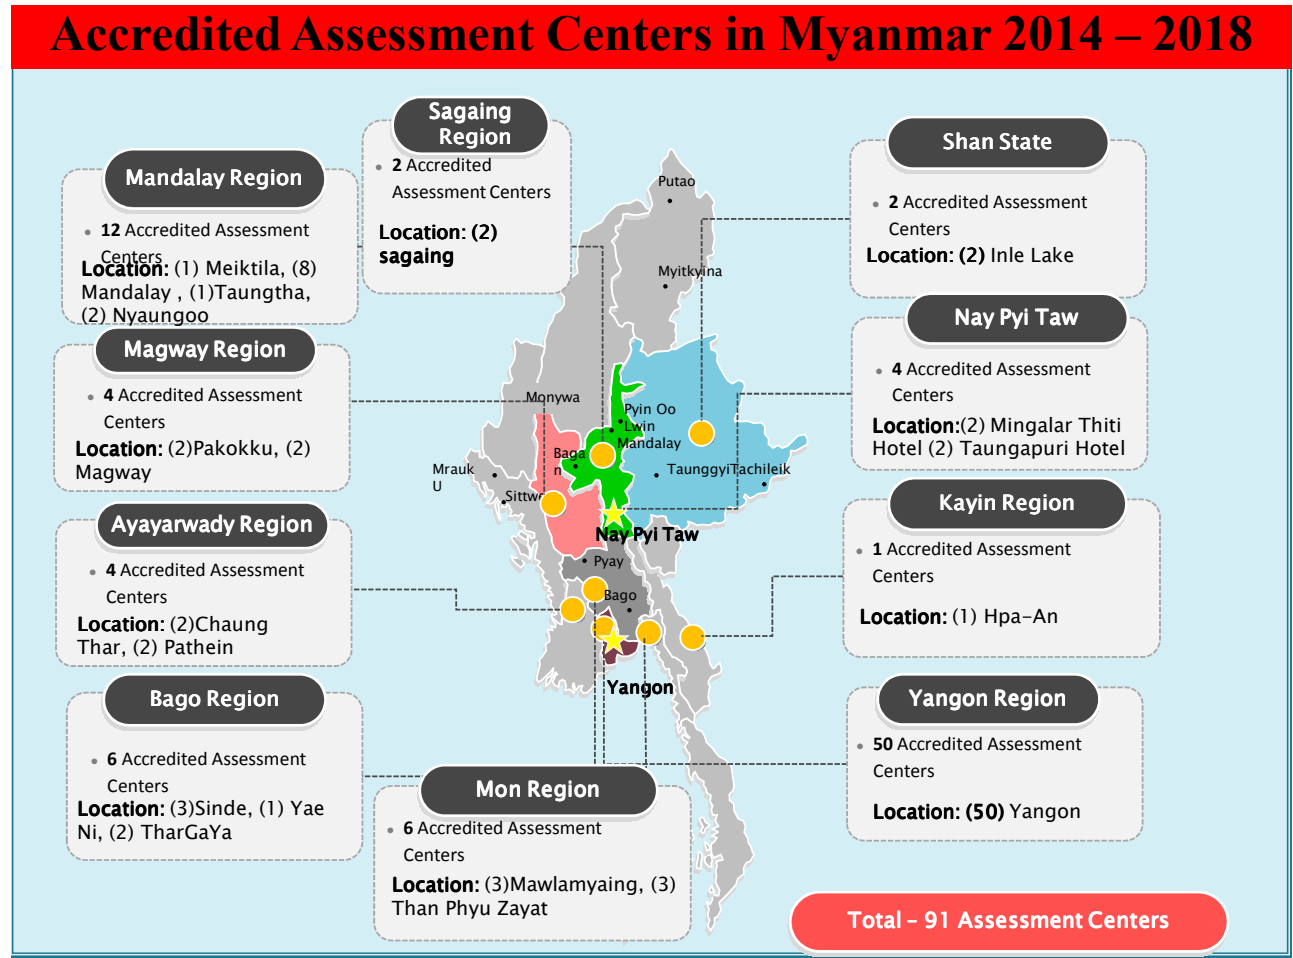 Accredited Assessment Centers in Myanmar 2014 – 2018
Sagaing
Region
• 2 Accredited
Assessment Centers
Location: (2)
sagaing
Mandalay Region
• 12 Accredited Assessment
Centers
Location: (1) Meiktila, (8)
Mandalay , (1)Taungtha,
(2) Nyaungoo
Magway Region
• 4 Accredited Assessment
Centers
Location: (2)Pakokku, (2)
Magway
Ayayarwady Region
• 4 Accredited Assessment
Centers
Location: (2)Chaung
Thar, (2) Pathein
Bago Region
• 6 Accredited Assessment
Centers
Location: (3)Sinde, (1) Yae
Ni, (2) TharGaYa
Mon Region
• 6 Accredited Assessment
Centers
Location: (3)Mawlamyaing, (3)
Than Phyu Zayat
Putao
Myitkyina
Monywa
Pyin Oo
Lwin
Mandalay
Baga
n
Mrauk
U
Sittwe
Taunggyi
Tachileik
Nay Pyi Taw
Pyay
Bago
Yangon
Shan State
• 2 Accredited Assessment
Centers
Location: (2) Inle Lake
Nay Pyi Taw
• 4 Accredited Assessment
Centers
Location:(2) Mingalar Thiti
Hotel (2) Taungapuri Hotel
Kayin Region
• 1 Accredited Assessment
Centers
Location: (1) Hpa-An
Yangon Region
• 50 Accredited Assessment
Centers
Location: (50) Yangon
Total - 91 Assessment Centers